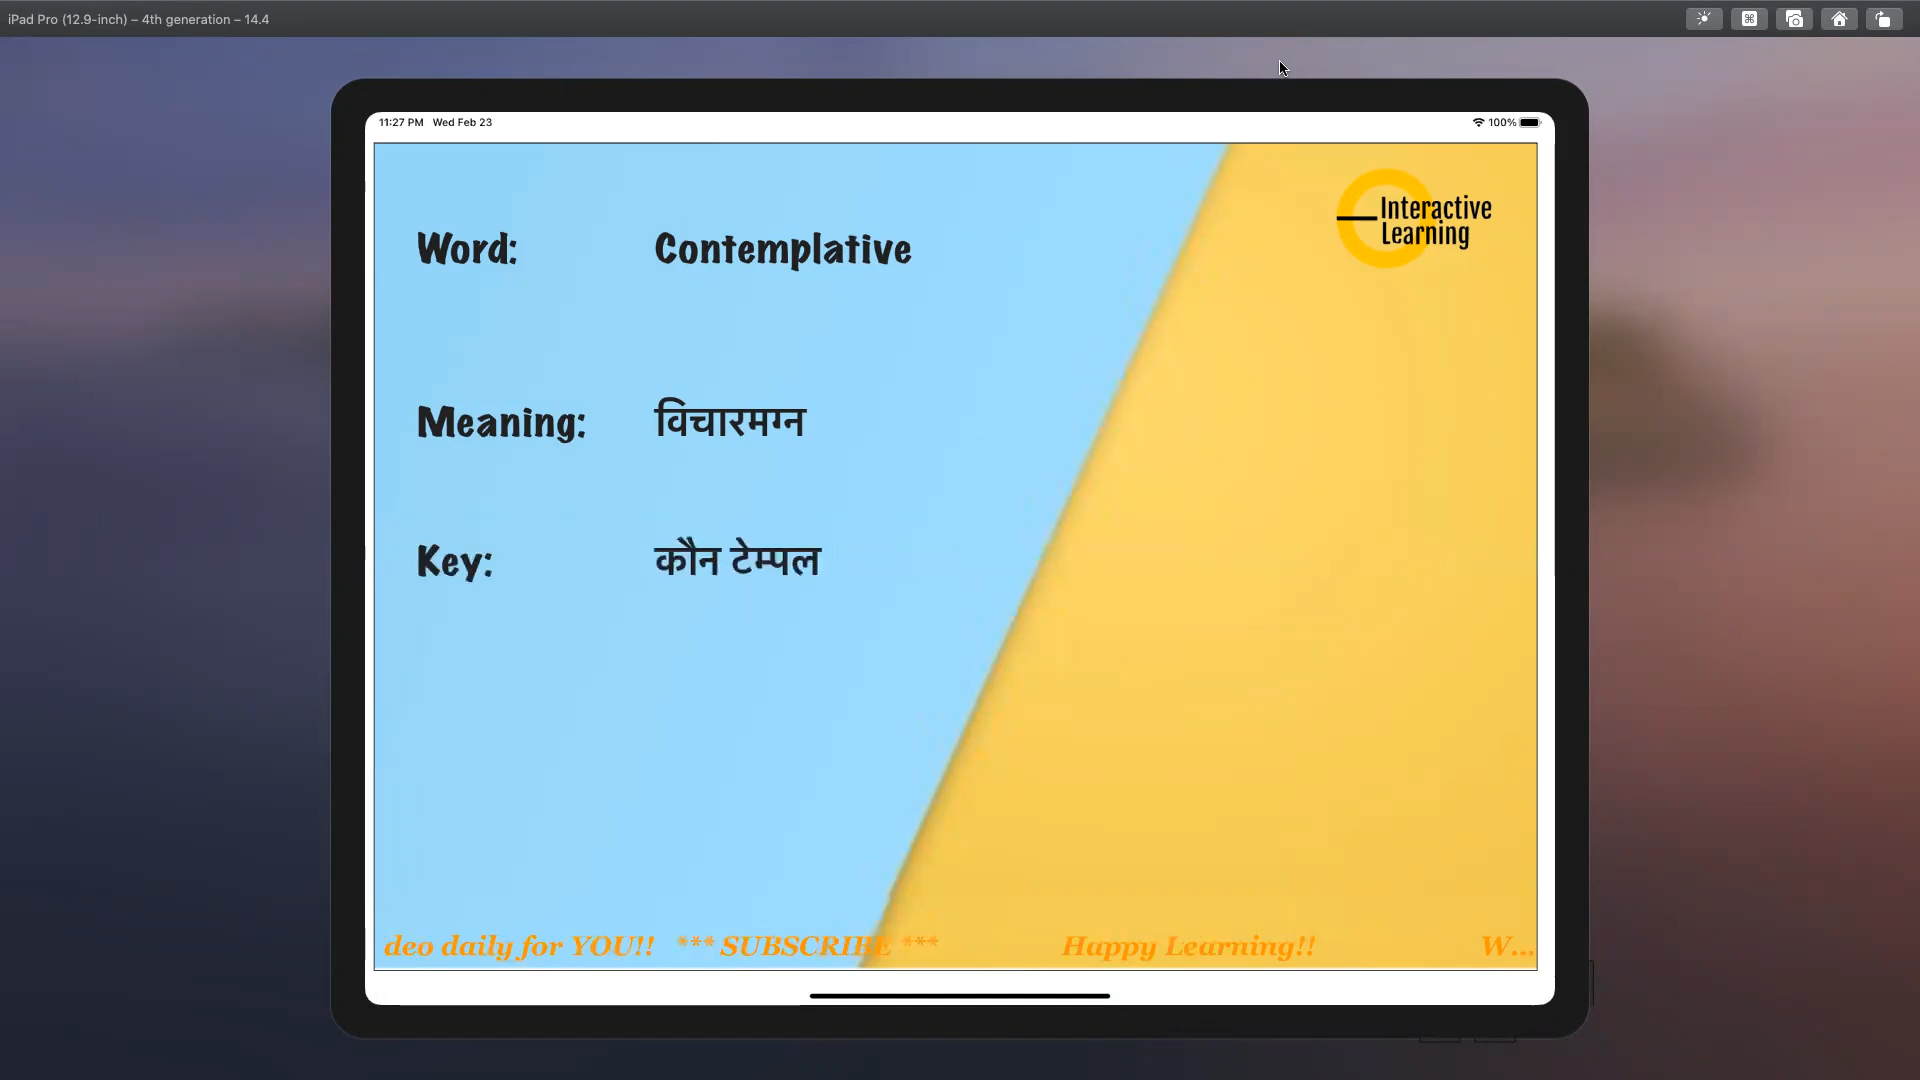 iPad Pro (12.9-inch) – 4th generation – 14.4
11:27 PM Wed Feb 23
100%
Interactive
Learning
Word: Contemplative
Meaning: विचारमग्न
Key: कौन टेम्पल
deo daily for YOU!! *** SUBSCRIBE *** Happy Learning!! W...